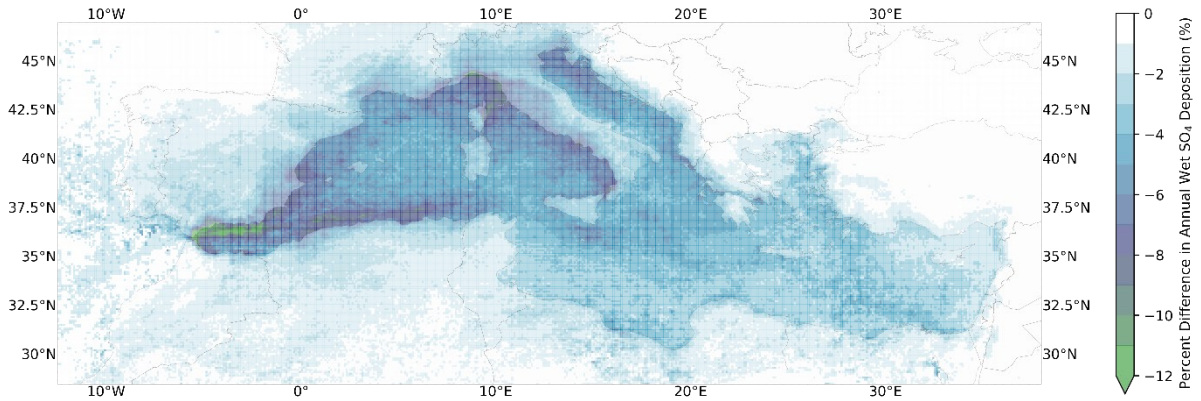 10°W 0° 10°E 20°E 30°E
45°N 45°N
42.5°N 42.5°N
40°N 40°N
37.5°N 37.5°N
35°N 35°N
32.5°N 32.5°N
30°N 30°N
10°W 0° 10°E 20°E 30°E
0
−2
−4
−6
−8
−10
−12
Percent Difference in Annual Wet SO₄ Deposition (%)